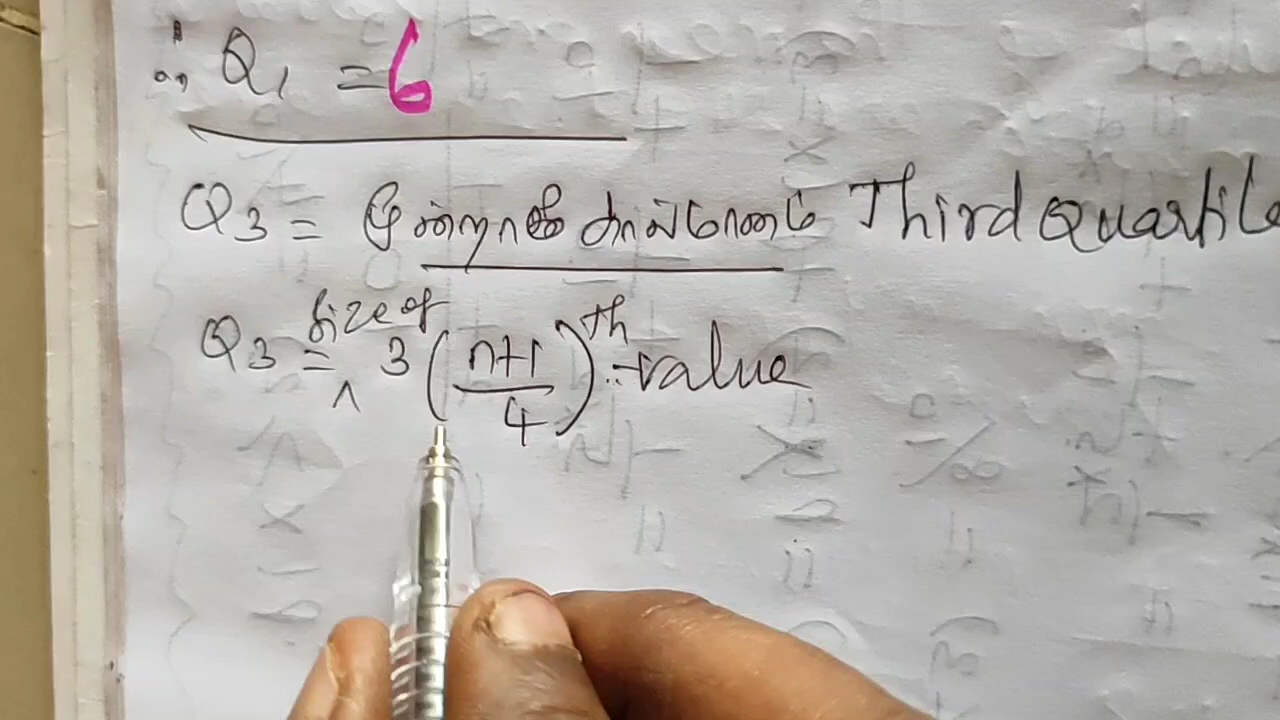 ∴ Q₁ = 6
Q₃ = மூன்றாம் கால்மானம் Third Quartile
Q₃ = size of 3 (n+1/4)th value